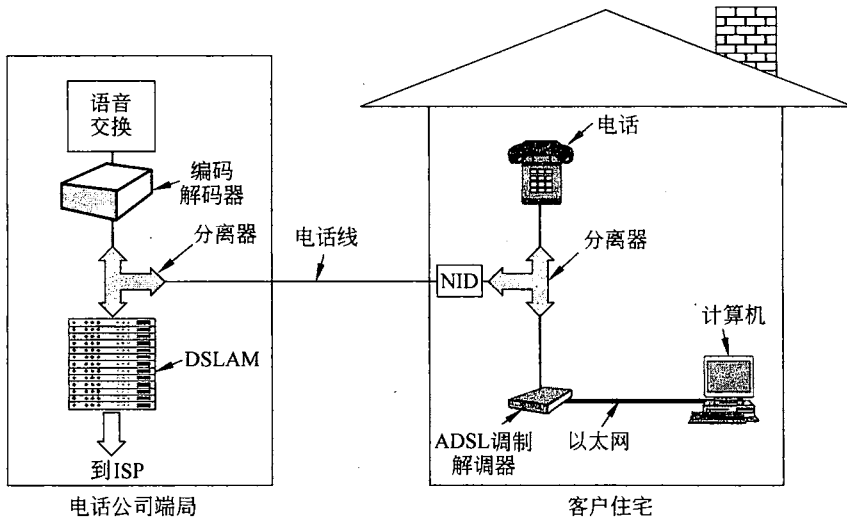 语音
交换
编码
解码器
分离器
DSLAM
到ISP
电话公司端局
电话线
NID
电话
分离器
计算机
ADSL调制
解调器
以太网
客户住宅